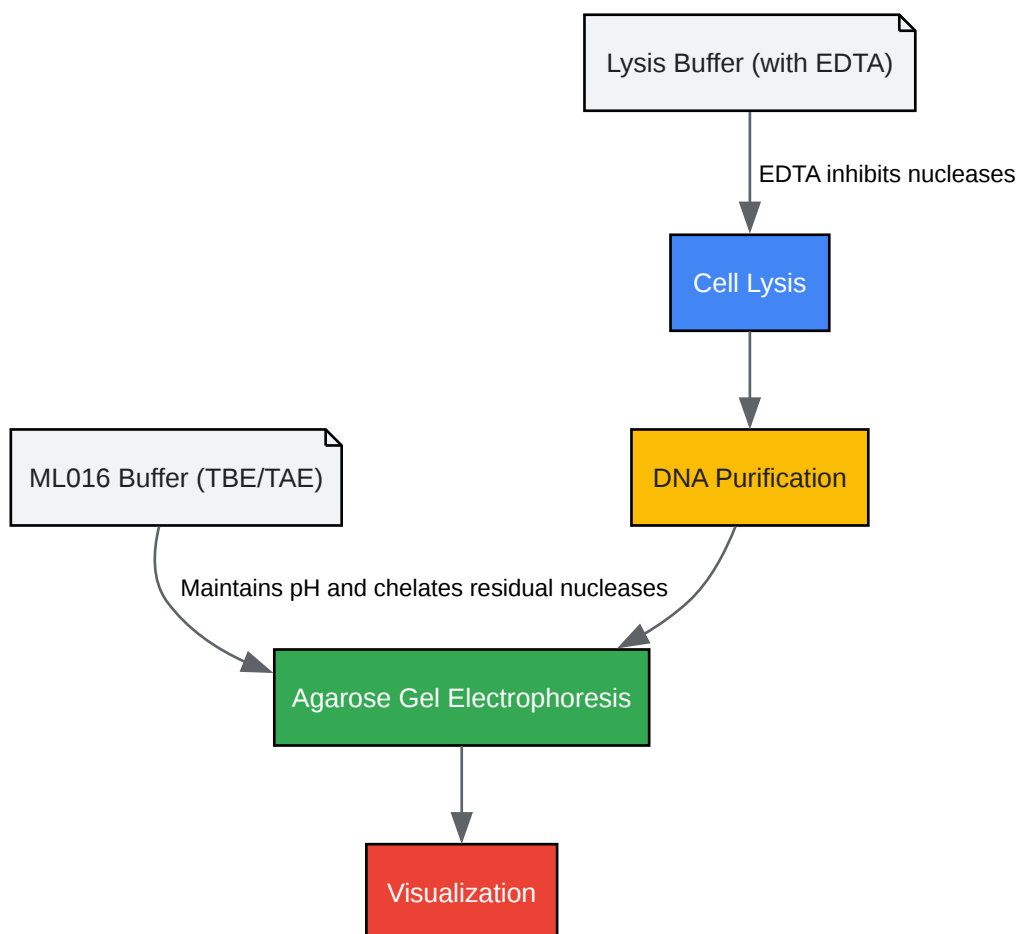 Lysis Buffer (with EDTA)
EDTA inhibits nucleases
Cell Lysis
ML016 Buffer (TBE/TAE)
DNA Purification
Maintains pH and chelates residual nucleases
Agarose Gel Electrophoresis
Visualization